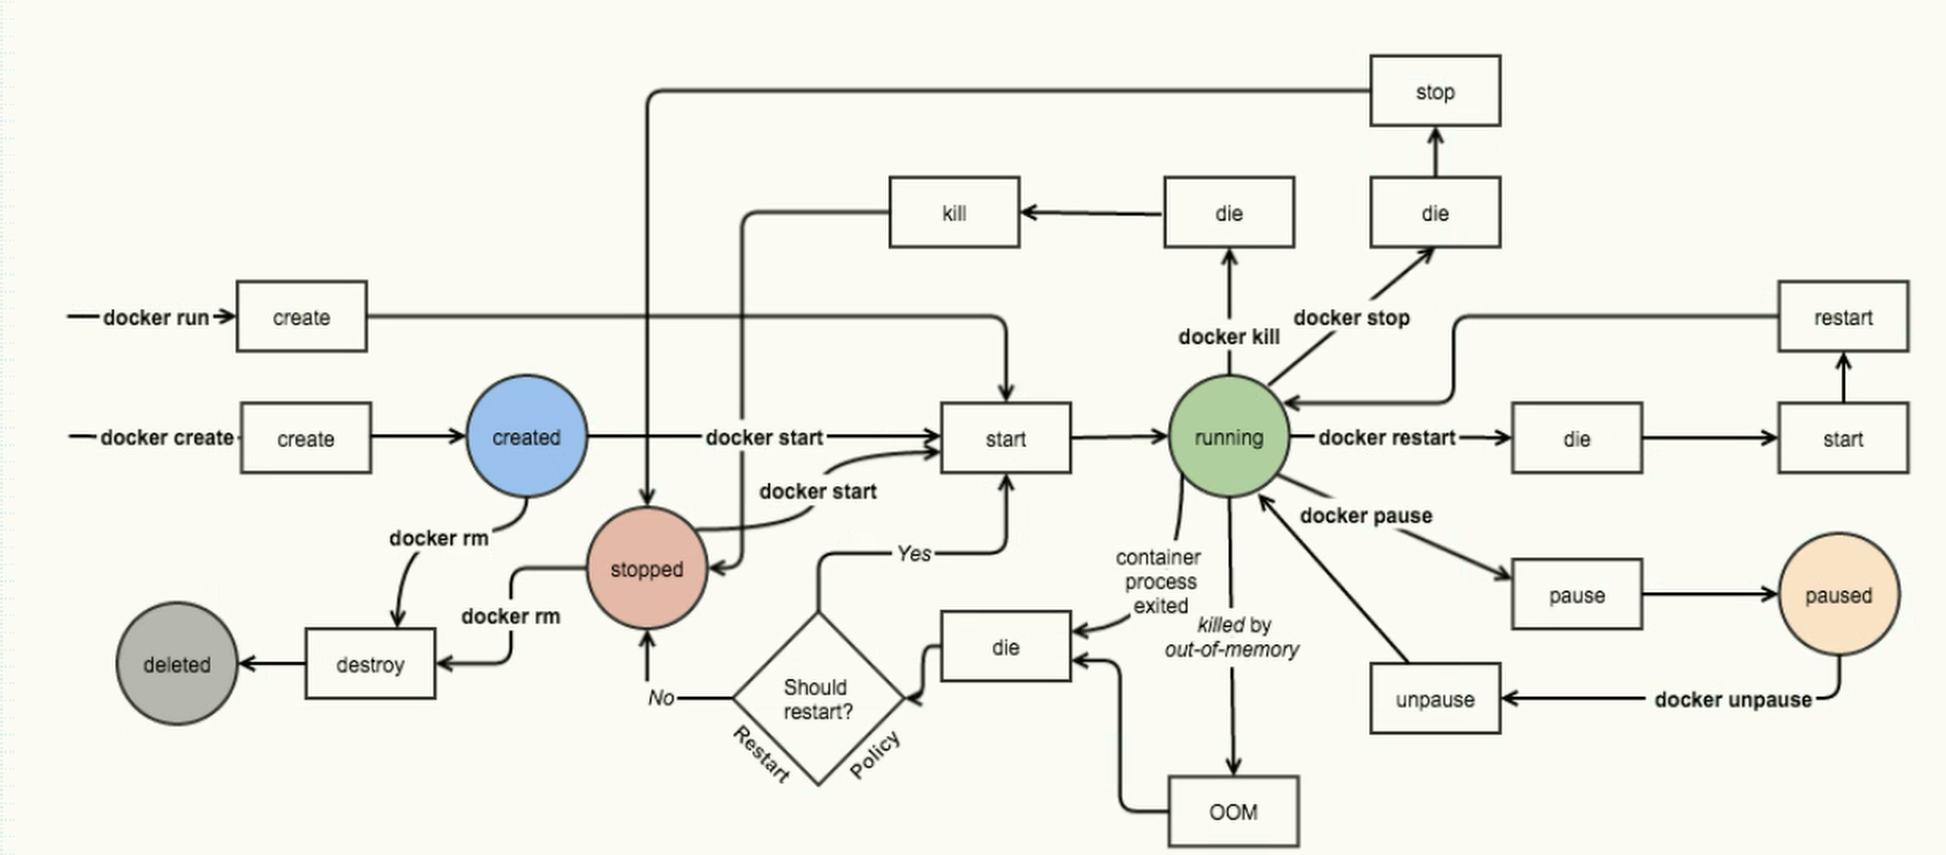 stop
kill
die
die
docker run
create
docker kill
docker stop
restart
docker create
create
created
docker start
start
running
docker restart
die
start
docker start
docker pause
docker rm
stopped
Yes
container
process
exited
pause
paused
docker rm
killed by
out-of-memory
deleted
destroy
die
No
Should
restart?
unpause
docker unpause
Restart
Policy
OOM